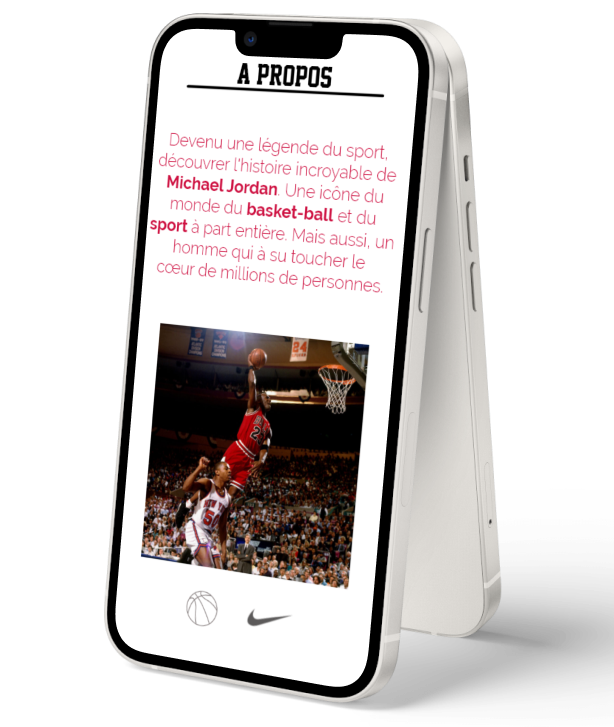 A PROPOS
Devenu une légende du sport,
découvrer l'histoire incroyable de
Michael Jordan. Une icône du
monde du basket-ball et du
sport à part entière. Mais aussi, un
homme qui à su toucher le
cœur de millions de personnes.
24